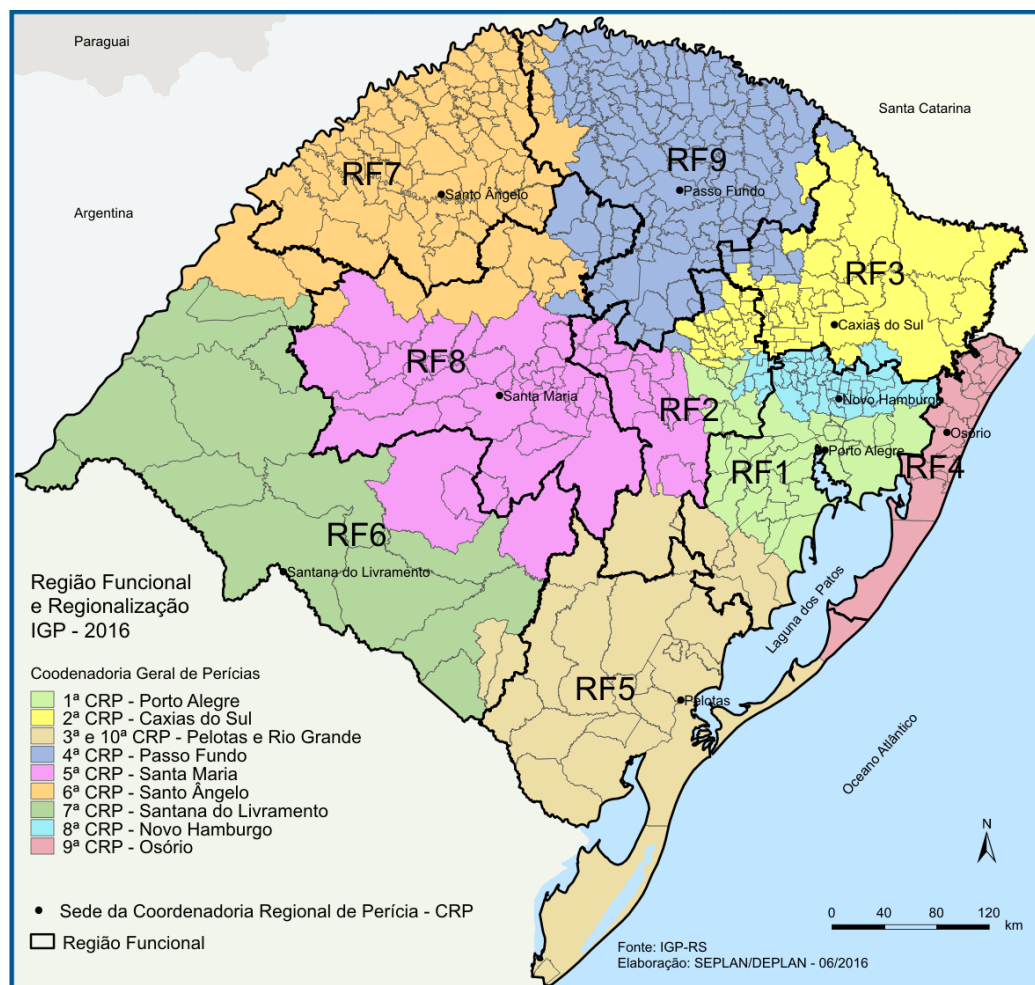 Paraguai
Santa Catarina
Argentina
RF7
Santo Ângelo
RF9
Passo Fundo
RF3
Caxias do Sul
RF8
Santa Maria
RF2
Novo Hamburgo
Osório
RF4
RF1
Porto Alegre
RF6
Santana do Livramento
Laguna dos Patos
RF5
Pelotas
Oceano Atlântico
Região Funcional
e Regionalização
IGP - 2016
Coodenadoria Geral de Perícias
1ª CRP - Porto Alegre
2ª CRP - Caxias do Sul
3ª e 10ª CRP - Pelotas e Rio Grande
4ª CRP - Passo Fundo
5ª CRP - Santa Maria
6ª CRP - Santo Ângelo
7ª CRP - Santana do Livramento
8ª CRP - Novo Hamburgo
9ª CRP - Osório
Sede da Coordenadoria Regional de Perícia - CRP
Região Funcional
N
0 40 80 120
km
Fonte: IGP-RS
Elaboração: SEPLAN/DEPLAN - 06/2016